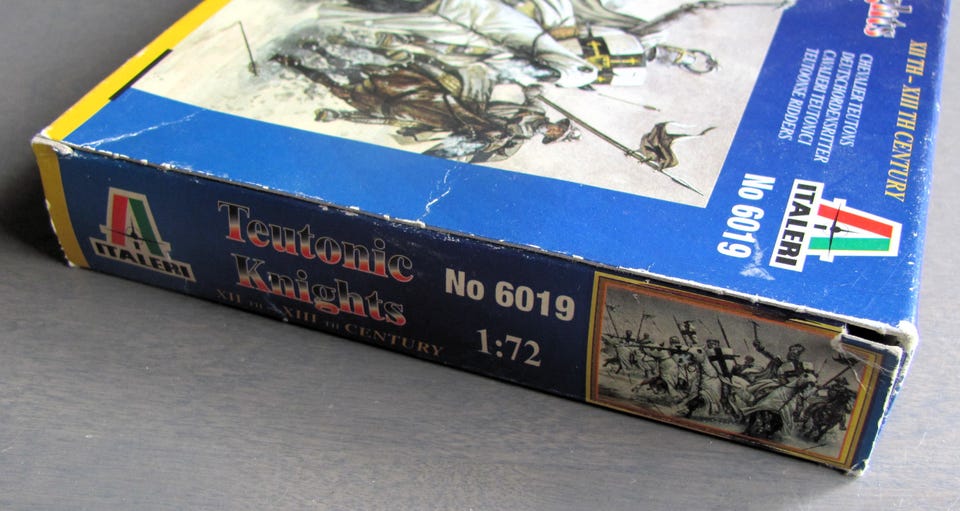 XII TH - XIII TH CENTURY
CHEVALIER TEUTONS
DEUTSCHORDENSRITTER
CAVALIERI TEUTONICI
TEUTOONSE RIDDERS
No 6019
ITALERI
ITALERI
Teutonic
Knights
XII TH - XIII TH CENTURY
No 6019
1:72